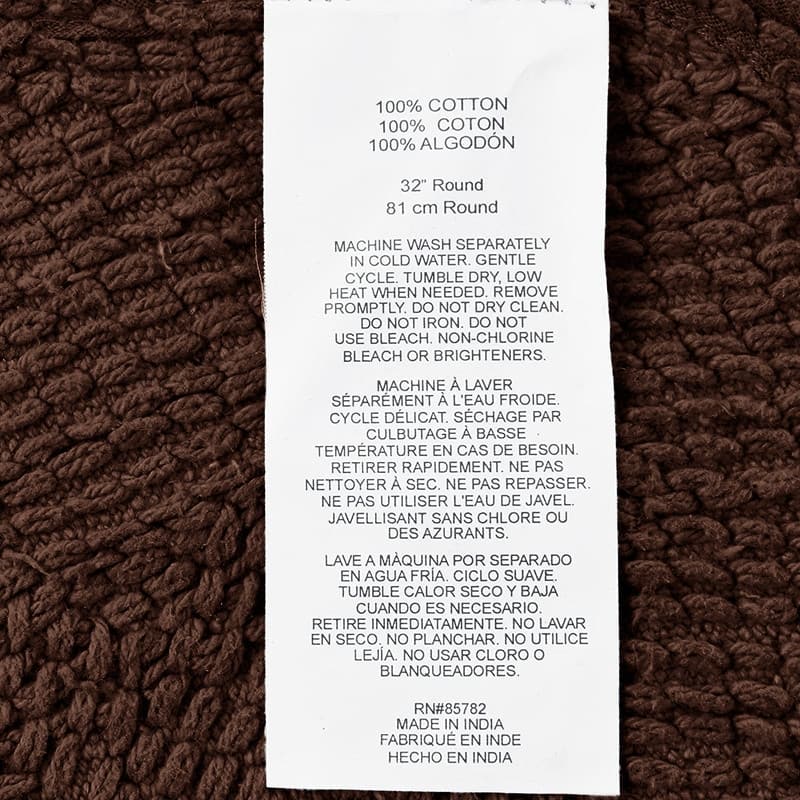 100% COTTON
100% COTON
100% ALGODÓN
32” Round
81 cm Round
MACHINE WASH SEPARATELY
IN COLD WATER. GENTLE
CYCLE. TUMBLE DRY, LOW
HEAT WHEN NEEDED. REMOVE
PROMPTLY. DO NOT DRY CLEAN.
DO NOT IRON. DO NOT
USE BLEACH. NON-CHLORINE
BLEACH OR BRIGHTENERS.
MACHINE À LAVER
SÉPARÉMENT À L'EAU FROIDE.
CYCLE DÉLICAT. SÉCHAGE PAR
CULBUTAGE À BASSE
TEMPÉRATURE EN CAS DE BESOIN.
RETIRER RAPIDEMENT. NE PAS
NETTOYER À SEC. NE PAS REPASSER.
NE PAS UTILISER L'EAU DE JAVEL.
JAVELLISANT SANS CHLORE OU
DES AZURANTS.
LAVE A MÀQUINA POR SEPARADO
EN AGUA FRÍA. CICLO SUAVE.
TUMBLE CALOR SECO Y BAJA
CUANDO ES NECESARIO.
RETIRE INMEDIATAMENTE. NO LAVAR
EN SECO. NO PLANCHAR. NO UTILICE
LEJÍA. NO USAR CLORO O
BLANQUEADORES.
RN#85782
MADE IN INDIA
FABRIQUÉ EN INDE
HECHO EN INDIA